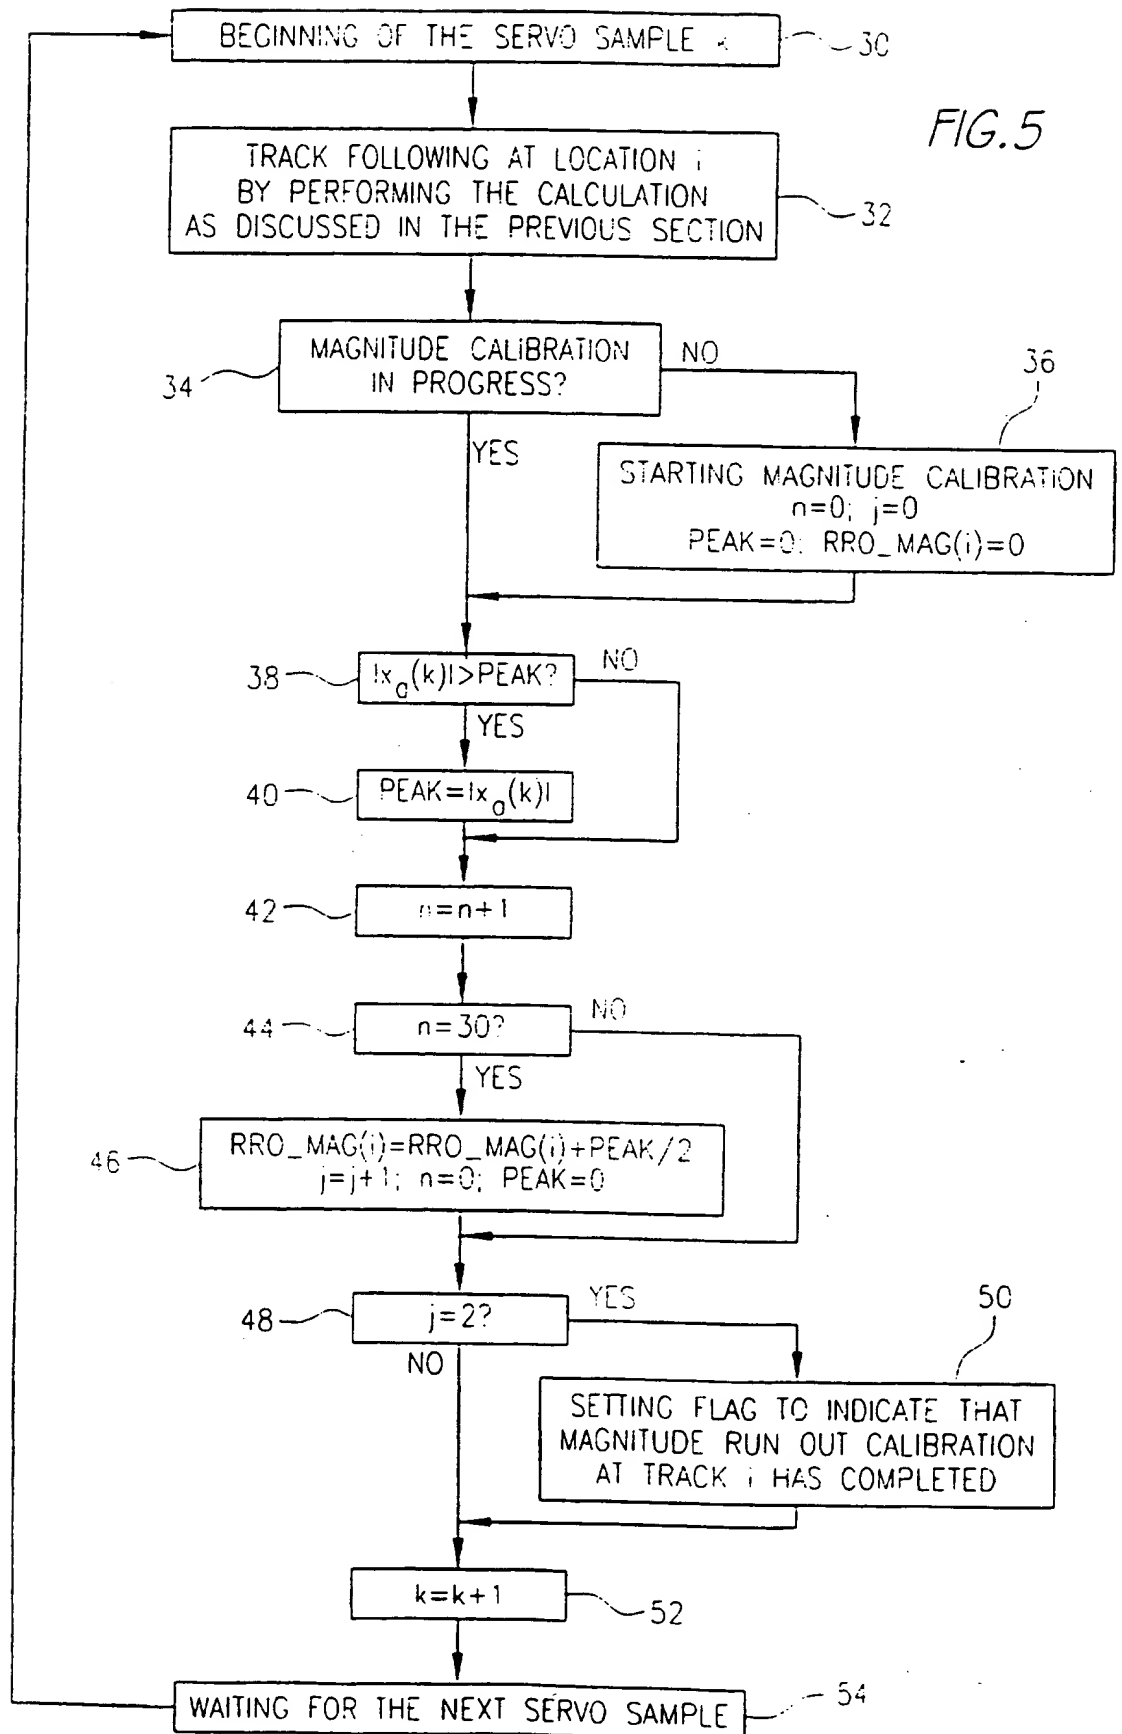 BEGINNING OF THE SERVO SAMPLE k
30
FIG.5
TRACK FOLLOWING AT LOCATION i
BY PERFORMING THE CALCULATION
AS DISCUSSED IN THE PREVIOUS SECTION
32
MAGNITUDE CALIBRATION
IN PROGRESS?
34
NO
36
YES
STARTING MAGNITUDE CALIBRATION
n=0; j=0
PEAK=0; RRO_MAG(i)=0
38
|x_a(k)|>PEAK?
NO
YES
40
PEAK=|x_a(k)|
42
n=n+1
44
n=30?
NO
YES
46
RRO_MAG(i)=RRO_MAG(i)+PEAK/2
j=j+1; n=0; PEAK=0
48
j=2?
YES
50
NO
SETTING FLAG TO INDICATE THAT
MAGNITUDE RUN OUT CALIBRATION
AT TRACK i HAS COMPLETED
k=k+1
52
WAITING FOR THE NEXT SERVO SAMPLE
54